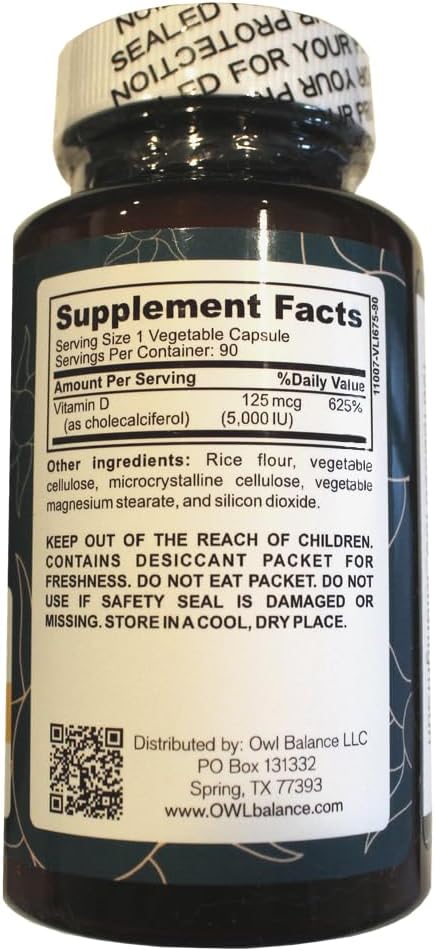 SEALED
FOR YOUR
Supplement Facts
Serving Size 1 Vegetable Capsule
Servings Per Container: 90
Amount Per Serving %Daily Value
Vitamin D 125 mcg 625%
(as cholecalciferol) (5,000 IU)
11007-VLI675-90
Other ingredients: Rice flour, vegetable
cellulose, microcrystalline cellulose, vegetable
magnesium stearate, and silicon dioxide.
KEEP OUT OF THE REACH OF CHILDREN.
CONTAINS DESICCANT PACKET FOR
FRESHNESS. DO NOT EAT PACKET. DO NOT
USE IF SAFETY SEAL IS DAMAGED OR
MISSING. STORE IN A COOL, DRY PLACE.
Distributed by: Owl Balance LLC
PO Box 131332
Spring, TX 77393
www.OWLbalance.com